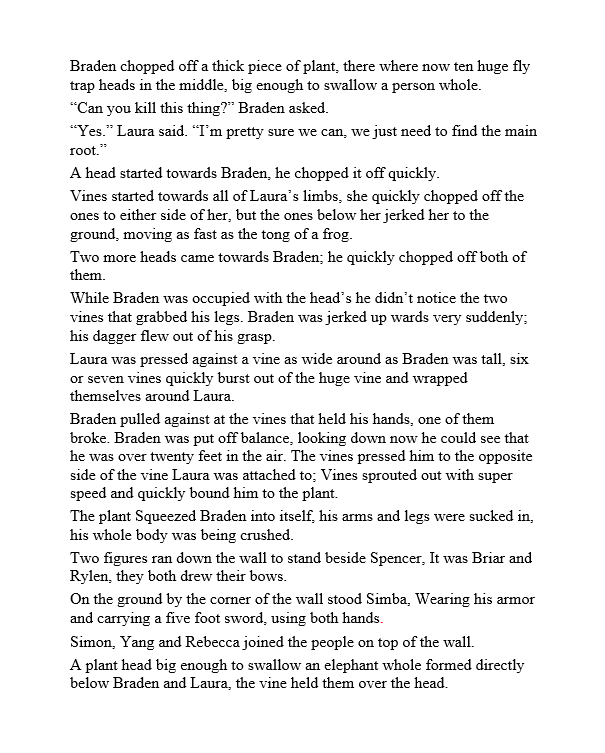 Braden chopped off a thick piece of plant, there where now ten huge fly
trap heads in the middle, big enough to swallow a person whole.
“Can you kill this thing?” Braden asked.
“Yes.” Laura said. “I’m pretty sure we can, we just need to find the main
root.”
A head started towards Braden, he chopped it off quickly.
Vines started towards all of Laura’s limbs, she quickly chopped off the
ones to either side of her, but the ones below her jerked her to the
ground, moving as fast as the tong of a frog.
Two more heads came towards Braden; he quickly chopped off both of
them.
While Braden was occupied with the head’s he didn’t notice the two
vines that grabbed his legs. Braden was jerked up wards very suddenly;
his dagger flew out of his grasp.
Laura was pressed against a vine as wide around as Braden was tall, six
or seven vines quickly burst out of the huge vine and wrapped
themselves around Laura.
Braden pulled against at the vines that held his hands, one of them
broke. Braden was put off balance, looking down now he could see that
he was over twenty feet in the air. The vines pressed him to the opposite
side of the vine Laura was attached to; Vines sprouted out with super
speed and quickly bound him to the plant.
The plant Squeezed Braden into itself, his arms and legs were sucked in,
his whole body was being crushed.
Two figures ran down the wall to stand beside Spencer, It was Briar and
Rylen, they both drew their bows.
On the ground by the corner of the wall stood Simba, Wearing his armor
and carrying a five foot sword, using both hands.
Simon, Yang and Rebecca joined the people on top of the wall.
A plant head big enough to swallow an elephant whole formed directly
below Braden and Laura, the vine held them over the head.